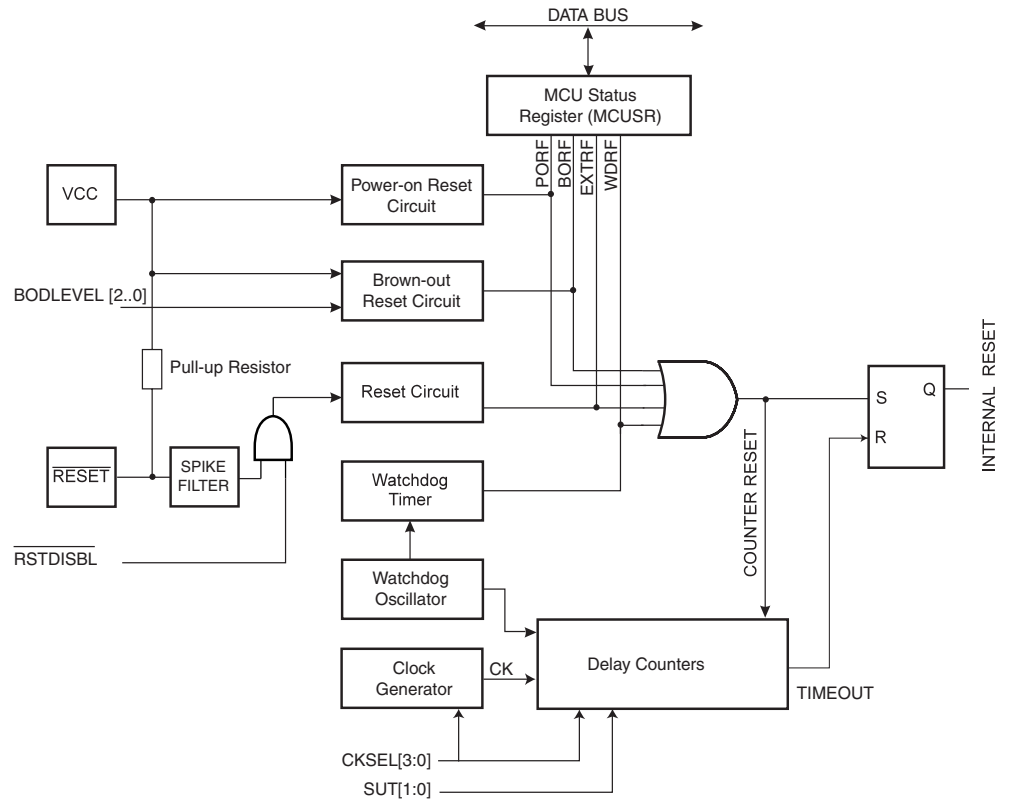 DATA BUS
MCU Status
Register (MCUSR)
PORF
BORF
EXTRF
WDRF
VCC
Power-on Reset
Circuit
Brown-out
Reset Circuit
BODLEVEL [2..0]
Pull-up Resistor
Reset Circuit
S
Q
R
INTERNAL RESET
RESET
SPIKE
FILTER
Watchdog
Timer
COUNTER RESET
RSTDISBL
Watchdog
Oscillator
Clock
Generator
CK
Delay Counters
TIMEOUT
CKSEL[3:0]
SUT[1:0]